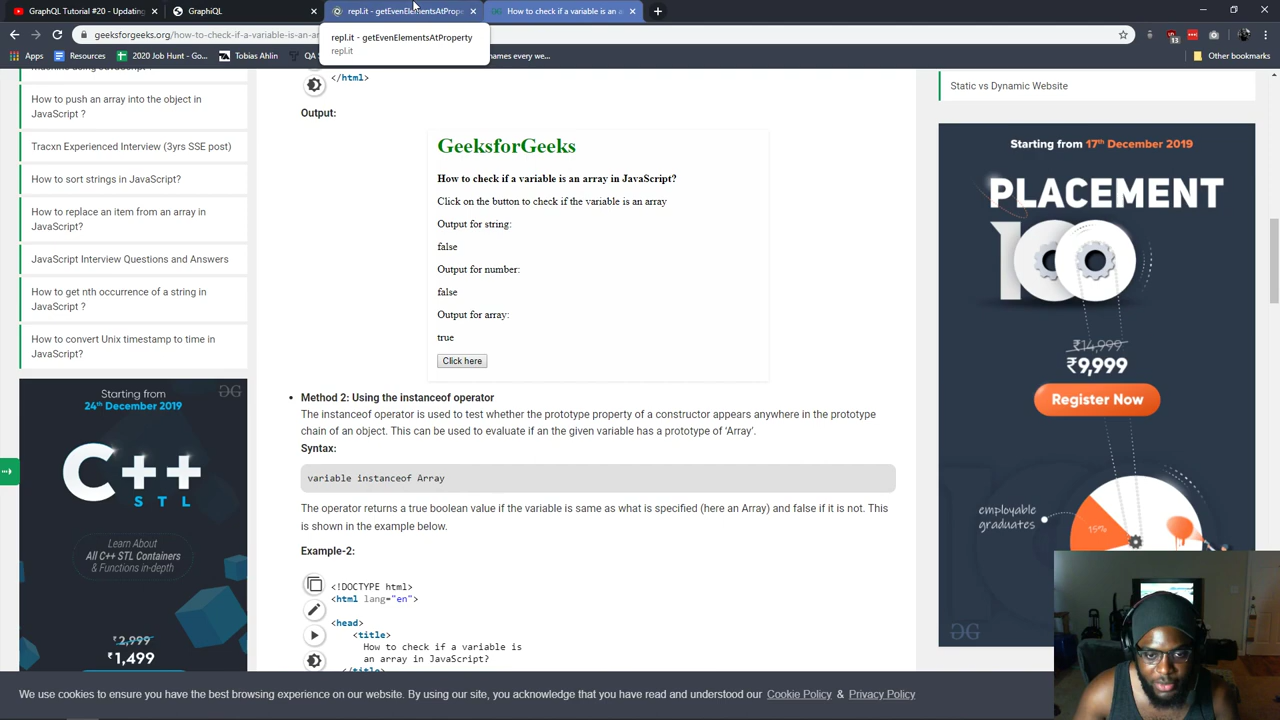 GraphQL Tutorial #20 - Updating
GraphiQL
repl.it - getEvenElementsAtPrope
How to check if a variable is an a
geeksforgeeks.org/how-to-check-if-a-variable-is-an-ar
repl.it - getEvenElementsAtProperty
repl.it
Apps
Resources
2020 Job Hunt - Go...
Tobias Ahlin
QA
names every we...
Other bookmarks
13
How to push an array into the object in
JavaScript ?
Tracxn Experienced Interview (3yrs SSE post)
How to sort strings in JavaScript?
How to replace an item from an array in
JavaScript?
JavaScript Interview Questions and Answers
How to get nth occurrence of a string in
JavaScript ?
How to convert Unix timestamp to time in
JavaScript?
Starting from
24th December 2019
C++
STL
Learn About
All C++ STL Containers
& Functions in-depth
2,999
₹1,499
</html>
Output:
GeeksforGeeks
How to check if a variable is an array in JavaScript?
Click on the button to check if the variable is an array
Output for string:
false
Output for number:
false
Output for array:
true
Click here
Method 2: Using the instanceof operator
The instanceof operator is used to test whether the prototype property of a constructor appears anywhere in the prototype
chain of an object. This can be used to evaluate if an the given variable has a prototype of ‘Array’.
Syntax:
variable instanceof Array
The operator returns a true boolean value if the variable is same as what is specified (here an Array) and false if it is not. This
is shown in the example below.
Example-2:
<!DOCTYPE html>
<html lang="en">
<head>
<title>
How to check if a variable is
an array in JavaScript?
</title>
Static vs Dynamic Website
Starting from 17th December 2019
PLACEMENT
100
₹14,999
₹9,999
Register Now
employable
graduates
15%
We use cookies to ensure you have the best browsing experience on our website. By using our site, you acknowledge that you have read and understood our Cookie Policy & Privacy Policy